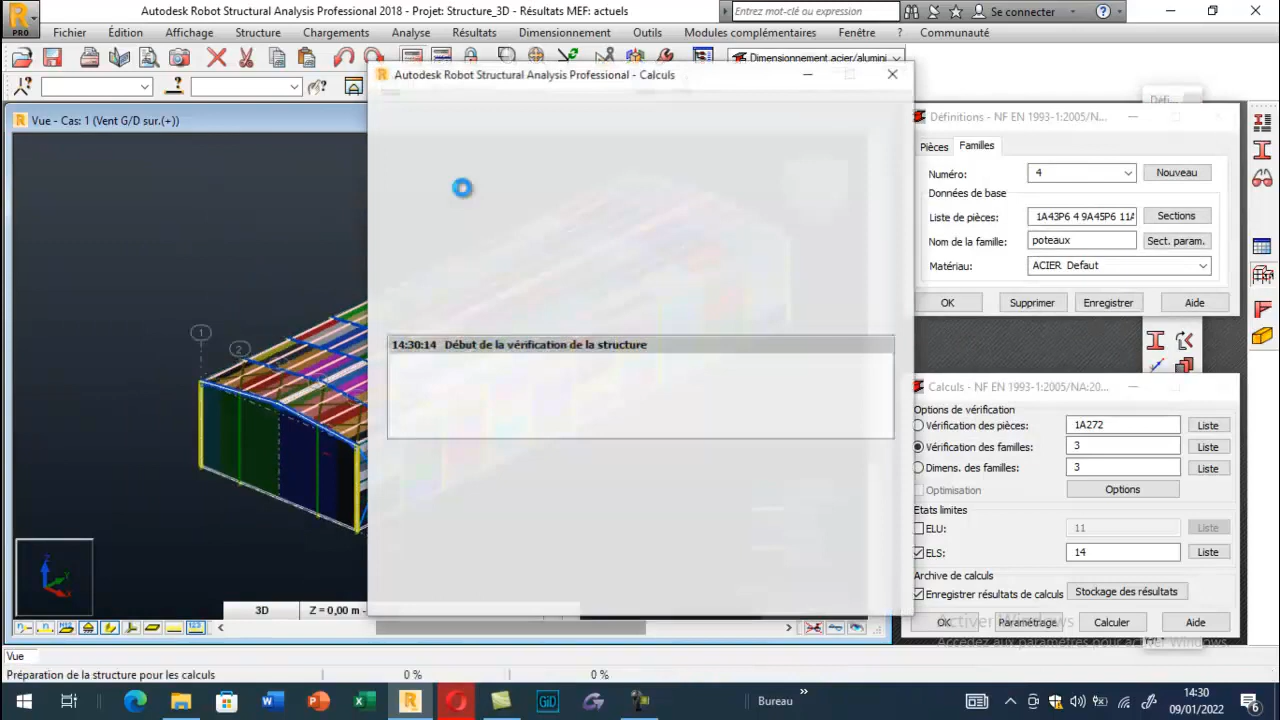 Autodesk Robot Structural Analysis Professional 2018 - Projet: Structure_3D - Résultats MEF: actuels
Entrez mot-clé ou expression
Se connecter
PRO
Fichier Édition Affichage Structure Chargements Analyse Résultats Dimensionnement Outils Modules complémentaires Fenêtre Communauté
Dimensionnement acier/alumini
Autodesk Robot Structural Analysis Professional - Calculs
Vue - Cas: 1 (Vent G/D sur.(+))
Défi...
Définitions - NF EN 1993-1:2005/N...
Pièces Familles
Numéro: 4 Nouveau
Données de base
Liste de pièces: 1A43P6 4 9A45P6 11A Sections
Nom de la famille: poteaux Sect. param.
Matériau: ACIER Defaut
OK Supprimer Enregistrer Aide
1
2
14:30:14 Début de la vérification de la structure
Calculs - NF EN 1993-1:2005/NA:20...
Options de vérification
Vérification des pièces: 1A272 Liste
Vérification des familles: 3 Liste
Dimens. des familles: 3 Liste
Optimisation Options
Etats limites
ELU: 11 Liste
ELS: 14 Liste
Archive de calculs
Enregistrer résultats de calculs Stockage des résultats
OK Paramétrage Calculer Aide
Activer Windows
Accédez aux paramètres pour activer Windows.
3D Z = 0,00 m -
Vue
Préparation de la structure pour les calculs 0 % 0 %
Bureau
14:30
09/01/2022
6